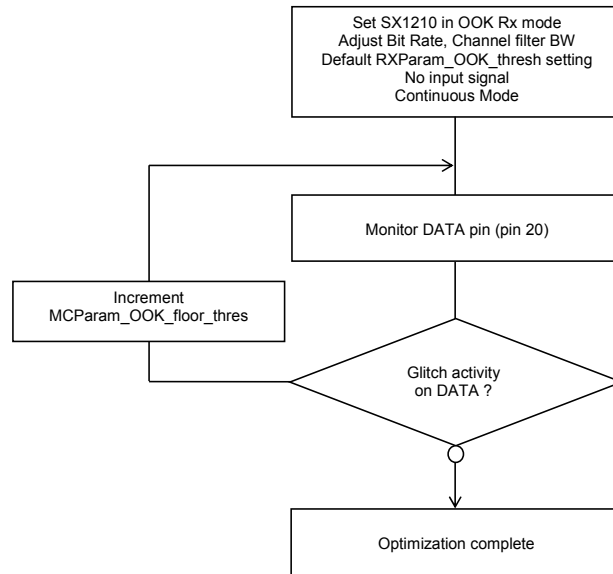 Set SX1210 in OOK Rx mode
Adjust Bit Rate, Channel filter BW
Default RXParam_OOK_thresh setting
No input signal
Continuous Mode
Monitor DATA pin (pin 20)
Increment
MCParam_OOK_floor_thres
Glitch activity
on DATA ?
Optimization complete